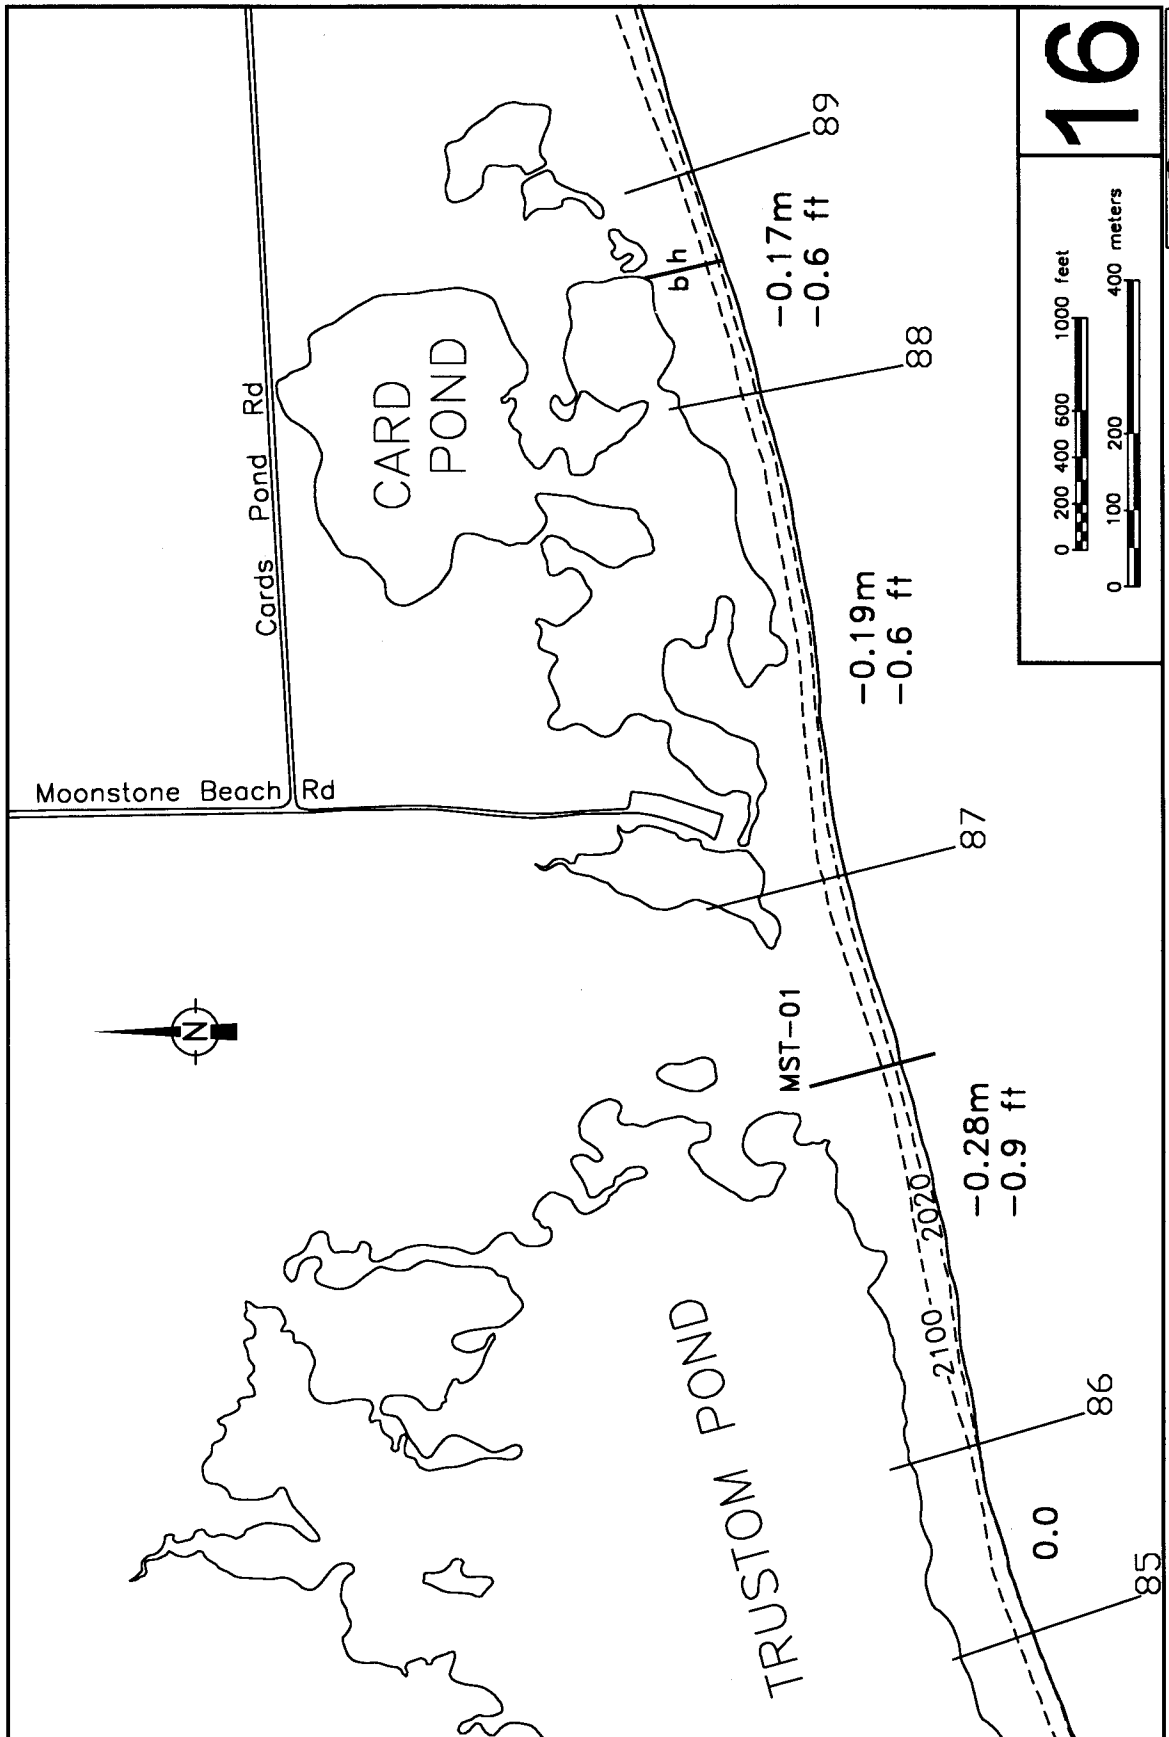 16
89
-0.17m
-0.6 ft
b h
88
CARD
POND
Cards Pond Rd
0 200 400 600 1000 feet
0 100 200 400 meters
-0.19m
-0.6 ft
Moonstone Beach Rd
87
N
MST-01
-0.28m
-0.9 ft
2020
2100
TRUSTOM POND
86
0.0
85